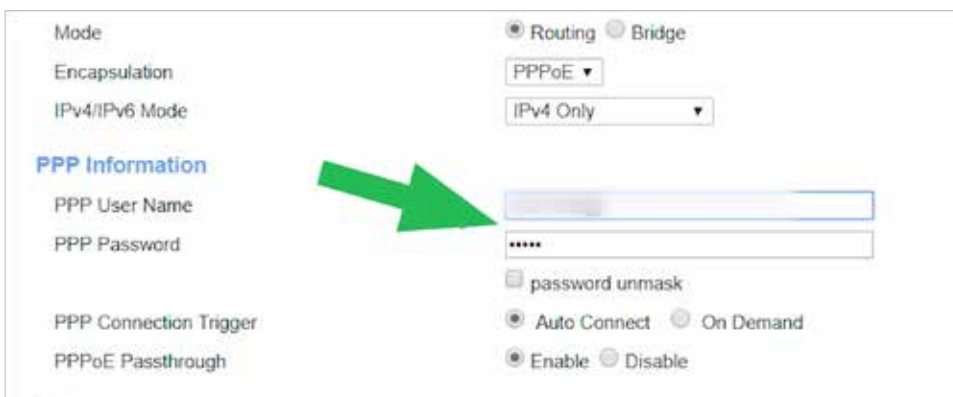 Mode Routing Bridge
Encapsulation PPPoE
IPv4/IPv6 Mode IPv4 Only
PPP Information
PPP User Name
PPP Password •••••
password unmask
PPP Connection Trigger Auto Connect On Demand
PPPoE Passthrough Enable Disable